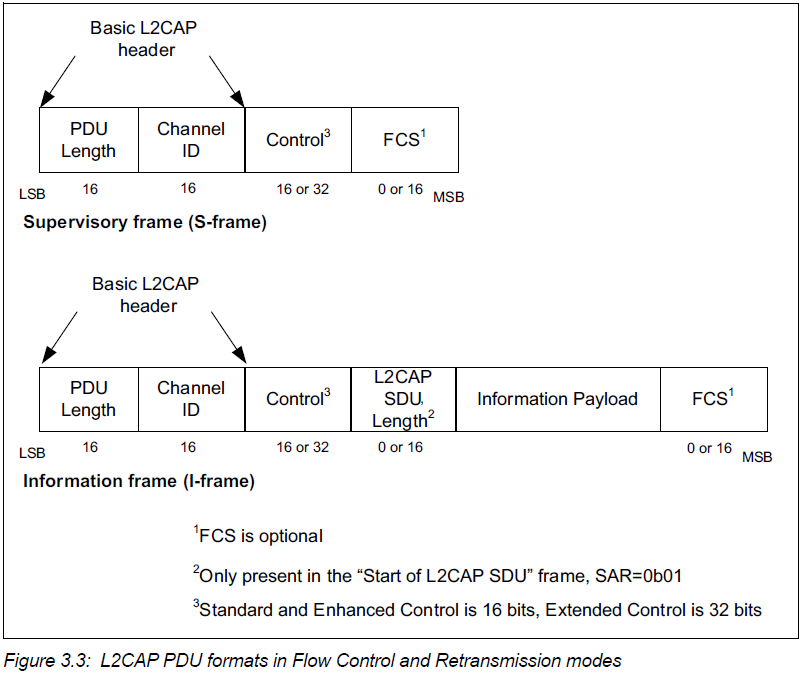 Basic L2CAP
header
PDU
Length
Channel
ID
Control3
FCS1
LSB
16
16
16 or 32
0 or 16
MSB
Supervisory frame (S-frame)
Basic L2CAP
header
PDU
Length
Channel
ID
Control3
L2CAP
SDU,
Length2
Information Payload
FCS1
LSB
16
16
16 or 32
0 or 16
0 or 16
MSB
Information frame (I-frame)
1FCS is optional
2Only present in the “Start of L2CAP SDU” frame, SAR=0b01
3Standard and Enhanced Control is 16 bits, Extended Control is 32 bits
Figure 3.3: L2CAP PDU formats in Flow Control and Retransmission modes